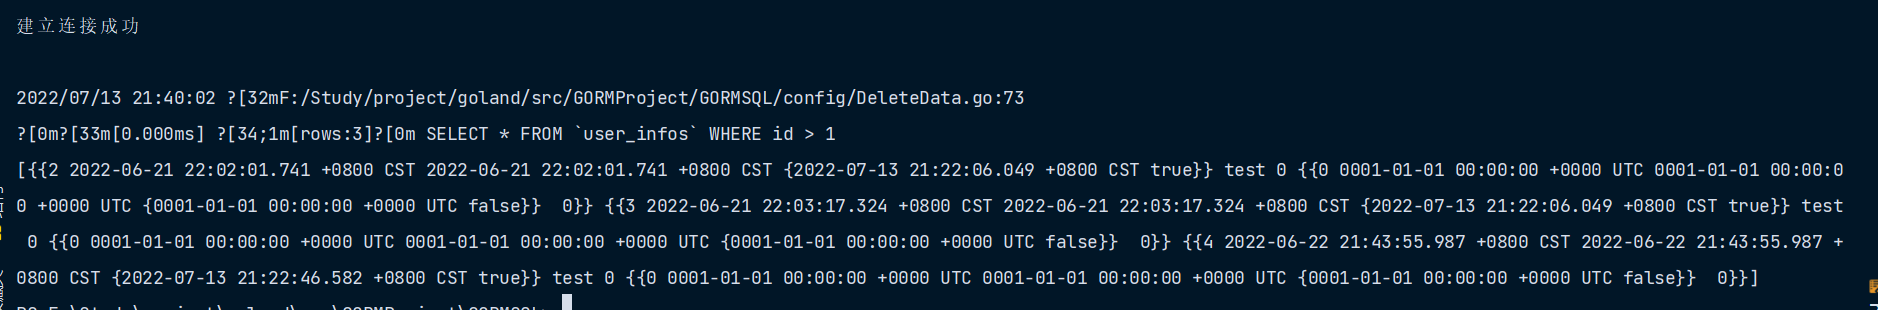 建立连接成功
2022/07/13 21:40:02 ?[32mF:/Study/project/goland/src/GORMProject/GORMSQL/config/DeleteData.go:73
?[0m?[33m[0.000ms] ?[34;1m[rows:3]?[0m SELECT * FROM `user_infos` WHERE id > 1
[{{2 2022-06-21 22:02:01.741 +0800 CST 2022-06-21 22:02:01.741 +0800 CST {2022-07-13 21:22:06.049 +0800 CST true}} test 0 {{0 0001-01-01 00:00:00 +0000 UTC 0001-01-01 00:00:0
0 +0000 UTC {0001-01-01 00:00:00 +0000 UTC false}}  0}} {{3 2022-06-21 22:03:17.324 +0800 CST 2022-06-21 22:03:17.324 +0800 CST {2022-07-13 21:22:06.049 +0800 CST true}} test
 0 {{0 0001-01-01 00:00:00 +0000 UTC 0001-01-01 00:00:00 +0000 UTC {0001-01-01 00:00:00 +0000 UTC false}}  0}} {{4 2022-06-22 21:43:55.987 +0800 CST 2022-06-22 21:43:55.987 +
0800 CST {2022-07-13 21:22:46.582 +0800 CST true}} test 0 {{0 0001-01-01 00:00:00 +0000 UTC 0001-01-01 00:00:00 +0000 UTC {0001-01-01 00:00:00 +0000 UTC false}}  0}}]